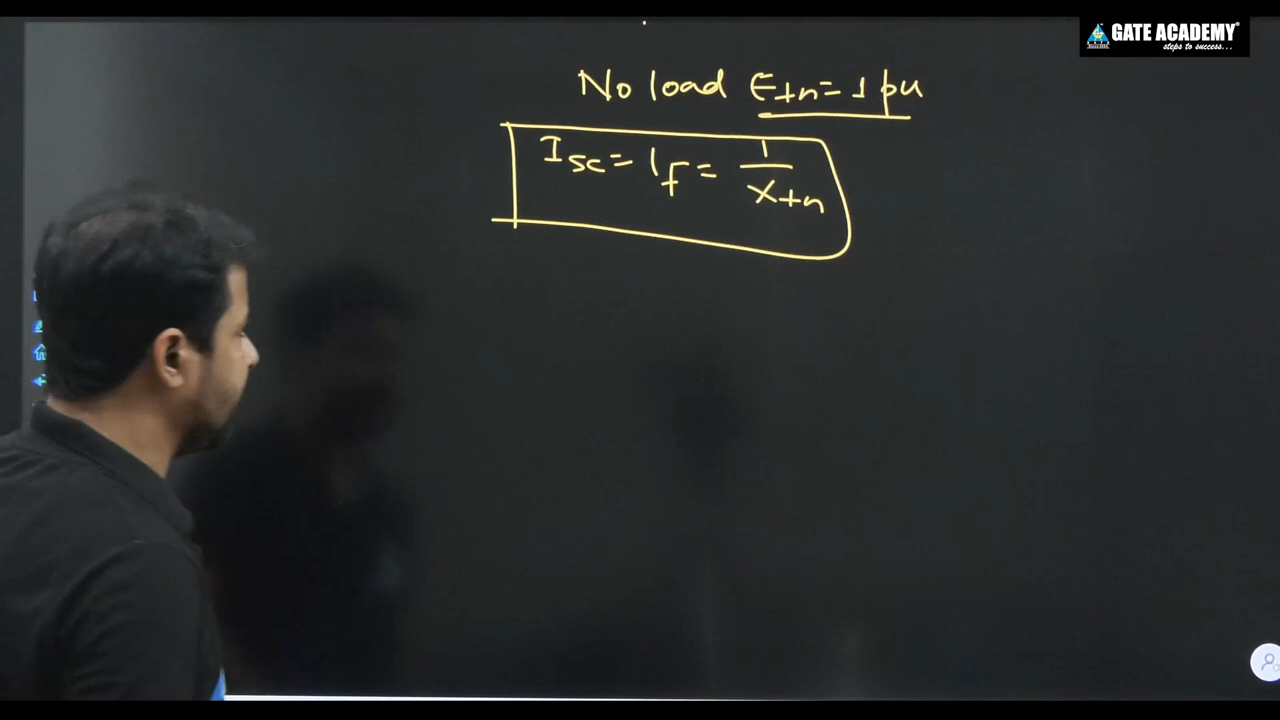 GATE ACADEMY
steps to success...
No load Eth = 1 pu
Isc = If = 1/Xth